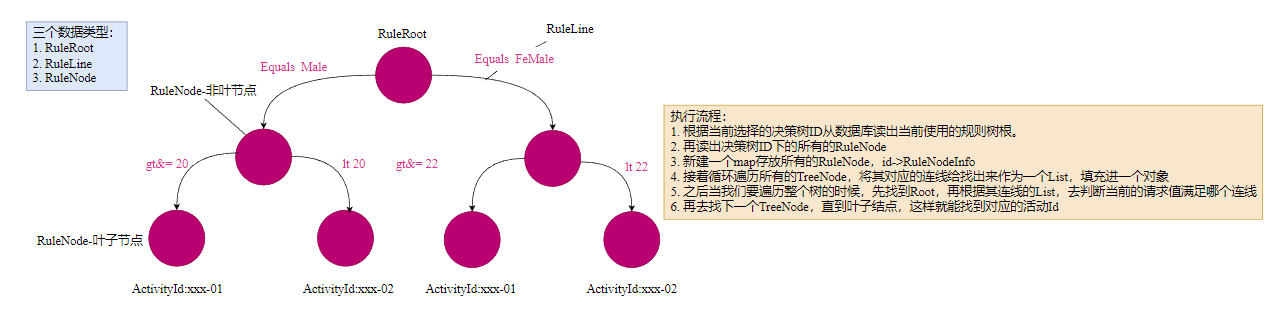 三个数据类型：
1. RuleRoot
2. RuleLine
3. RuleNode
RuleRoot
RuleLine
Equals Male
Equals FeMale
RuleNode-非叶节点
gt&= 20
lt 20
gt&= 22
lt 22
RuleNode-叶子节点
ActivityId:xxx-01
ActivityId:xxx-02
ActivityId:xxx-01
ActivityId:xxx-02
执行流程：
1. 根据当前选择的决策树ID从数据库读出当前使用的规则树根。
2. 再读出决策树ID下的所有的RuleNode
3. 新建一个map存放所有的RuleNode，id->RuleNodeInfo
4. 接着循环遍历所有的TreeNode，将其对应的连线给找出来作为一个List，填充进一个对象
5. 之后当我们要遍历整个树的时候，先找到Root，再根据其连线的List，去判断当前的请求值满足哪个连线
6. 再去找下一个TreeNode，直到叶子结点，这样就能找到对应的活动Id